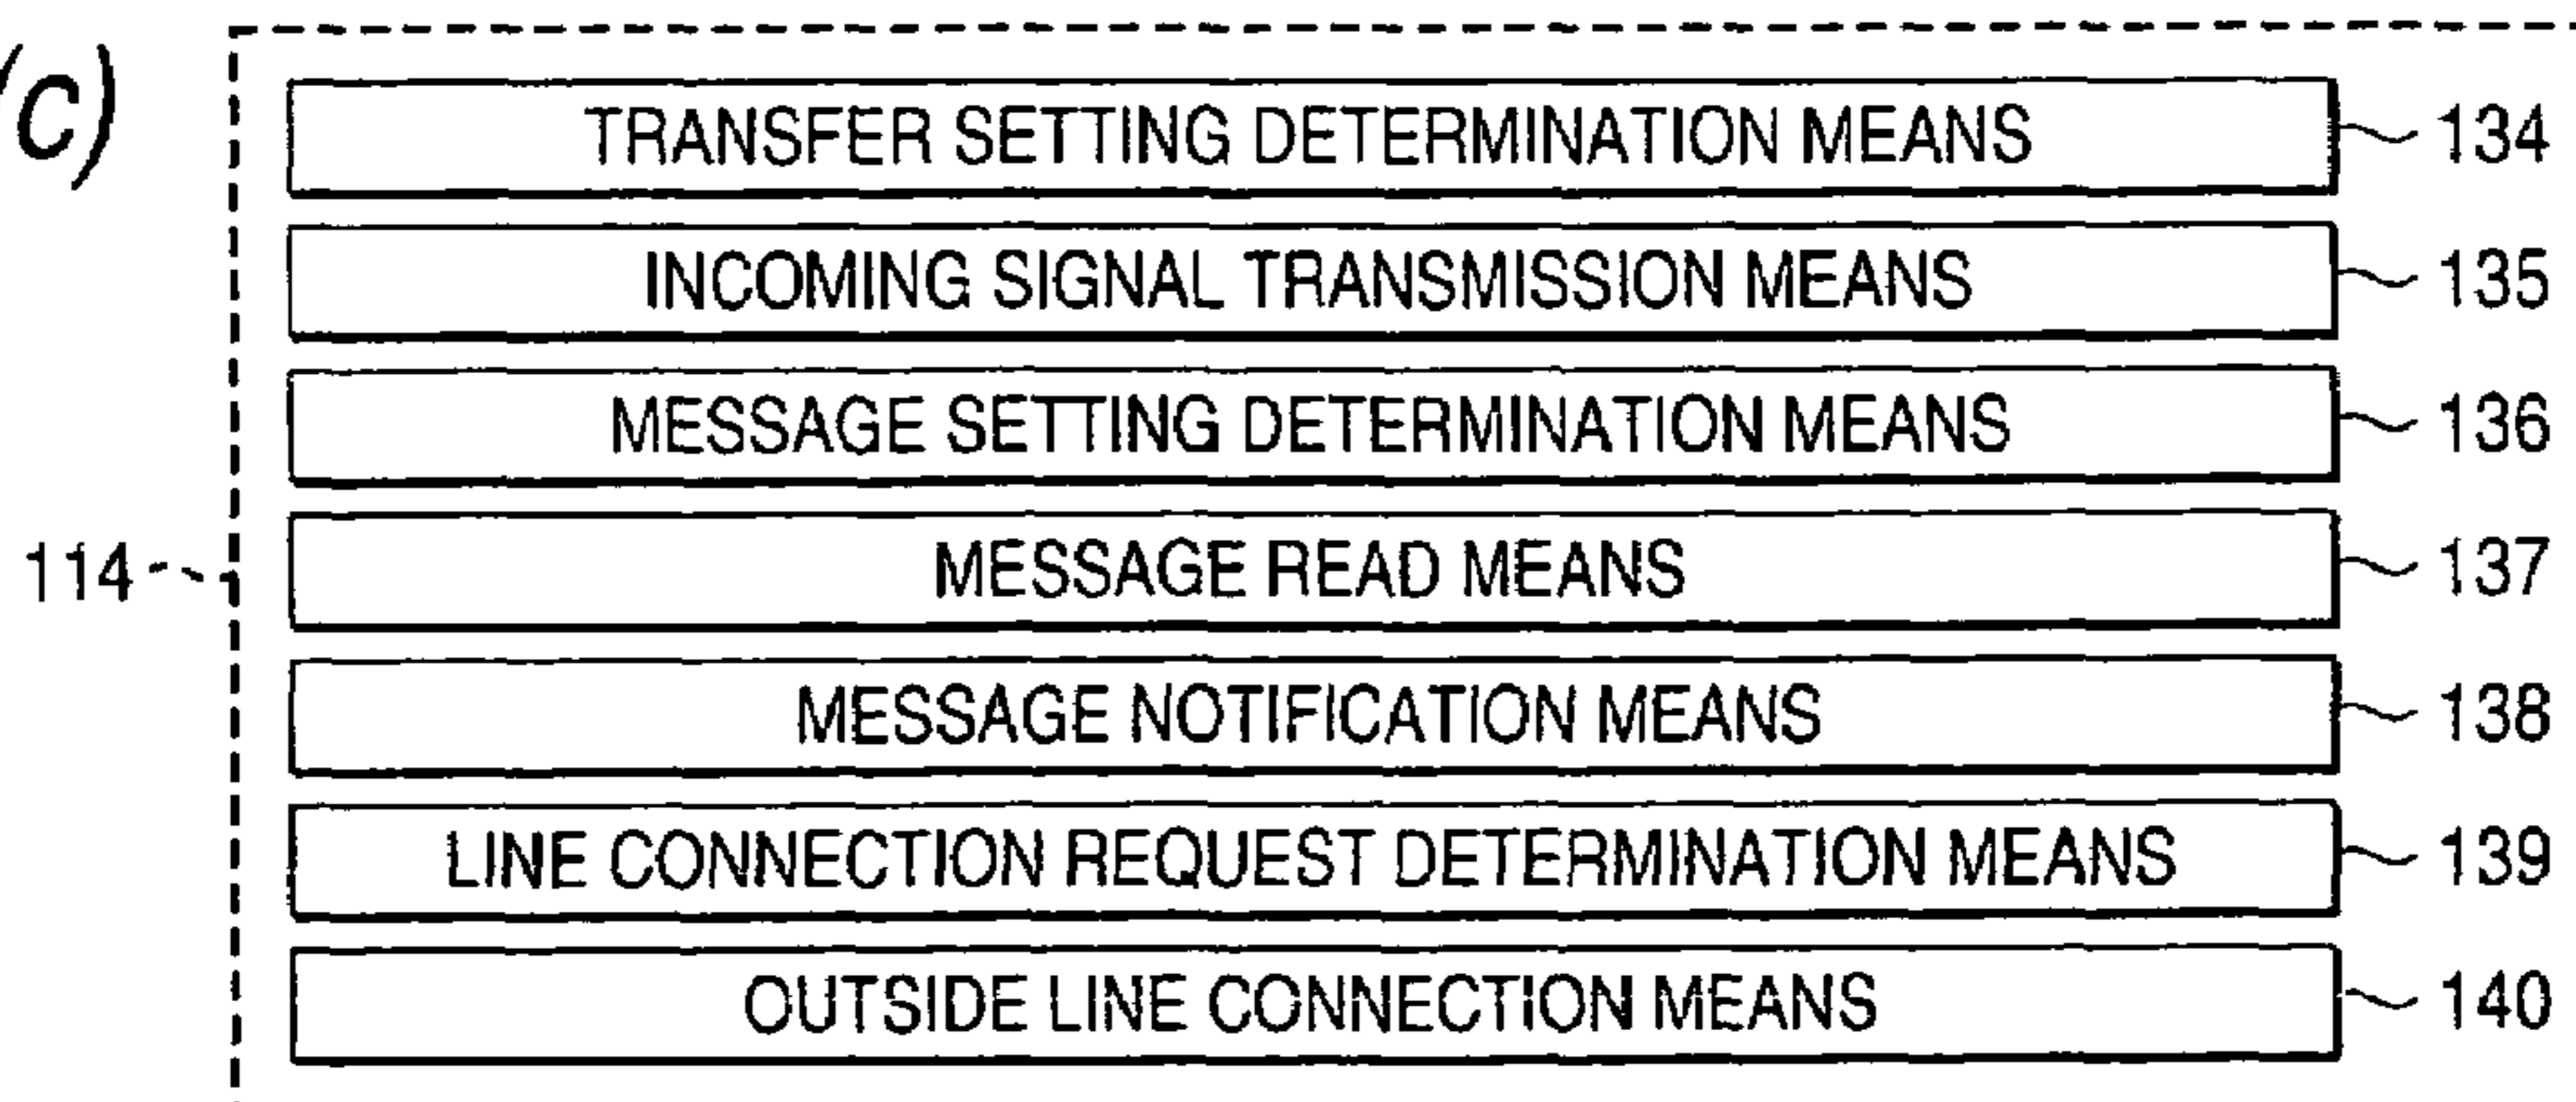 (c)
TRANSFER SETTING DETERMINATION MEANS 134
INCOMING SIGNAL TRANSMISSION MEANS 135
MESSAGE SETTING DETERMINATION MEANS 136
114 MESSAGE READ MEANS 137
MESSAGE NOTIFICATION MEANS 138
LINE CONNECTION REQUEST DETERMINATION MEANS 139
OUTSIDE LINE CONNECTION MEANS 140